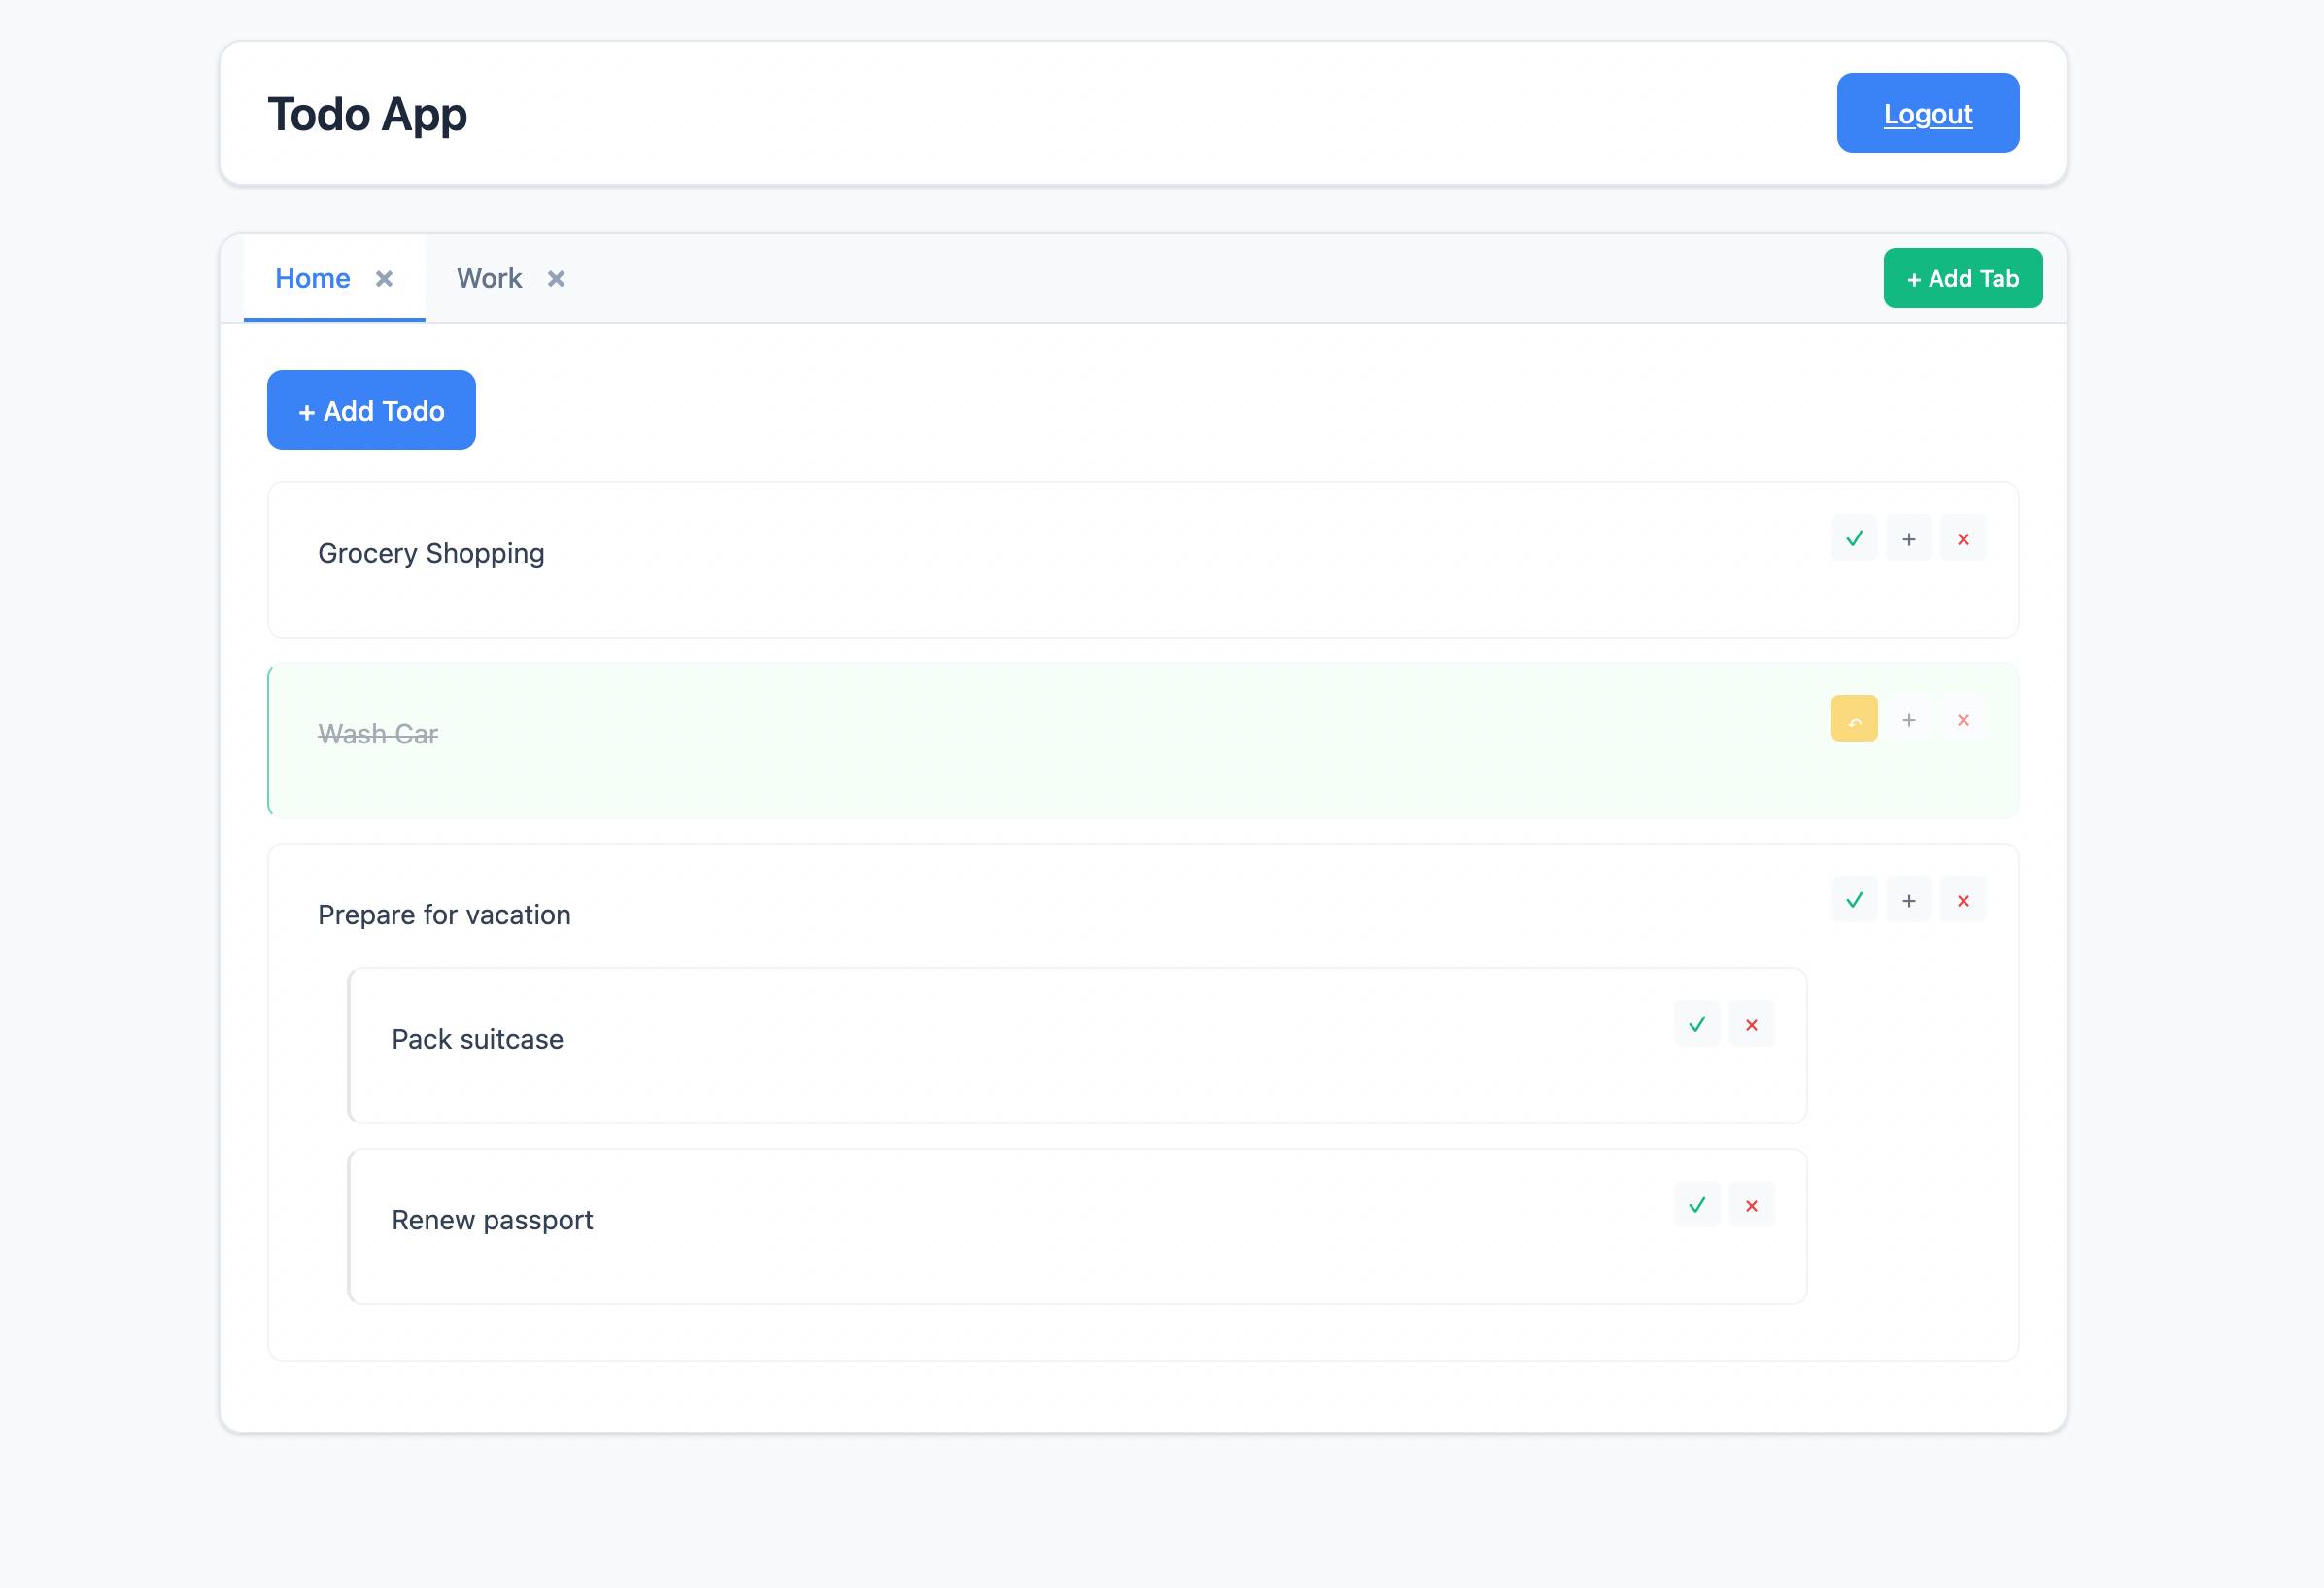 Todo App
Logout
Home ×
Work ×
+ Add Tab
+ Add Todo
Grocery Shopping
✓ + ×
Wash Car
↶ + ×
Prepare for vacation
✓ + ×
Pack suitcase
✓ ×
Renew passport
✓ ×